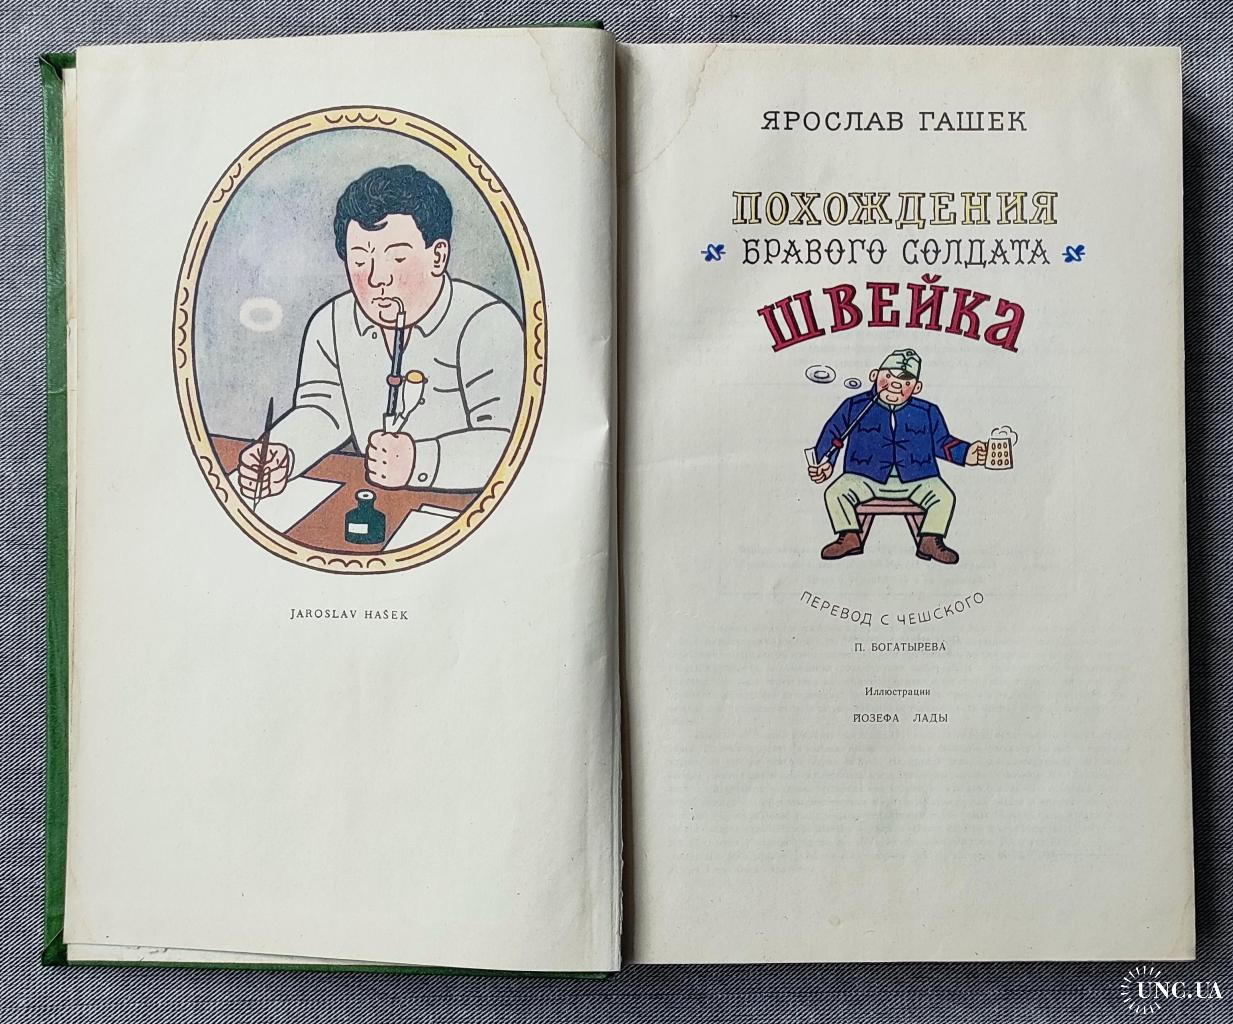 JAROSLAV HAŠEK
ЯРОСЛАВ ГАШЕК
ПОХОЖДЕНИЯ
БРАВОГО СОЛДАТА
ШВЕЙКА
ПЕРЕВОД С ЧЕШСКОГО
П. БОГАТЫРЕВА
Иллюстрации
ЙОЗЕФА ЛАДЫ
UNC.UA